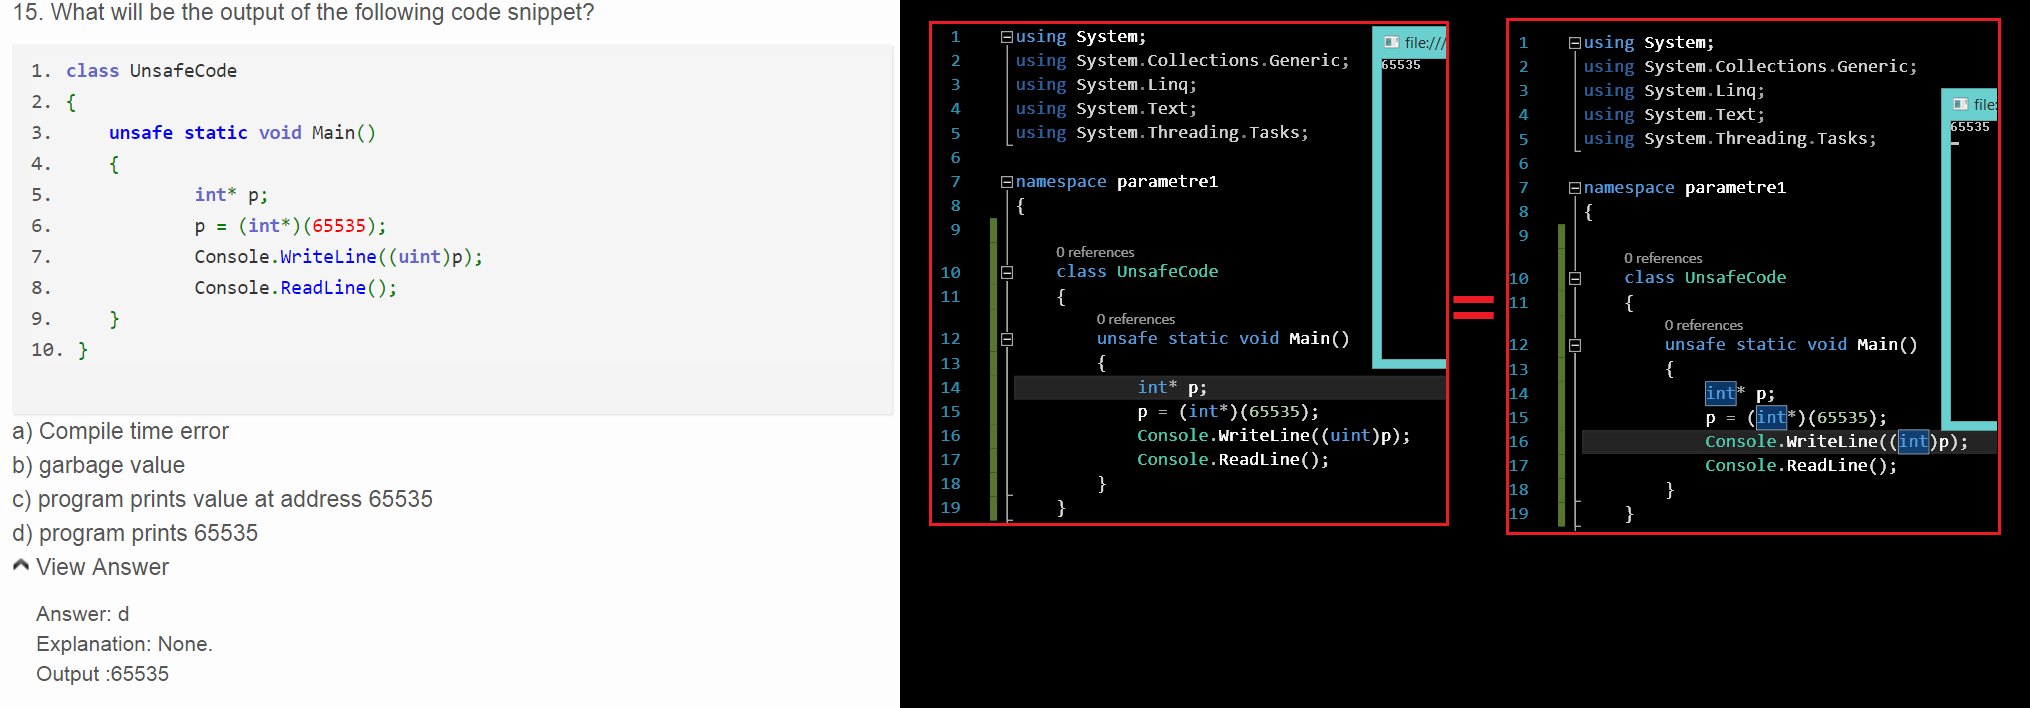 15. What will be the output of the following code snippet?
1. class UnsafeCode
2. {
3. unsafe static void Main()
4. {
5. int* p;
6. p = (int*)(65535);
7. Console.WriteLine((uint)p);
8. Console.ReadLine();
9. }
10. }
a) Compile time error
b) garbage value
c) program prints value at address 65535
d) program prints 65535
View Answer
Answer: d
Explanation: None.
Output :65535
1 using System;
2 using System.Collections.Generic;
3 using System.Linq;
4 using System.Text;
5 using System.Threading.Tasks;
6
7 namespace parametre1
8 {
9
0 references
10 class UnsafeCode
11 {
0 references
12 unsafe static void Main()
13 {
14 int* p;
15 p = (int*)(65535);
16 Console.WriteLine((uint)p);
17 Console.ReadLine();
18 }
19 }
file:///
65535
=
1 using System;
2 using System.Collections.Generic;
3 using System.Linq;
4 using System.Text;
5 using System.Threading.Tasks;
6
7 namespace parametre1
8 {
9
0 references
10 class UnsafeCode
11 {
0 references
12 unsafe static void Main()
13 {
14 int* p;
15 p = (int*)(65535);
16 Console.WriteLine((int)p);
17 Console.ReadLine();
18 }
19 }
file:
65535